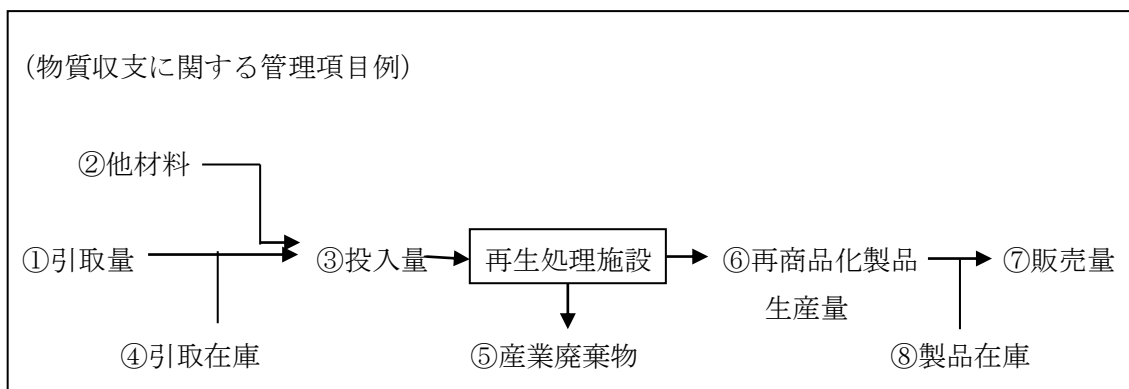 （物質収支に関する管理項目例）
②他材料
①引取量
③投入量
再生処理施設
⑥再商品化製品
生産量
⑦販売量
④引取在庫
⑤産業廃棄物
⑧製品在庫